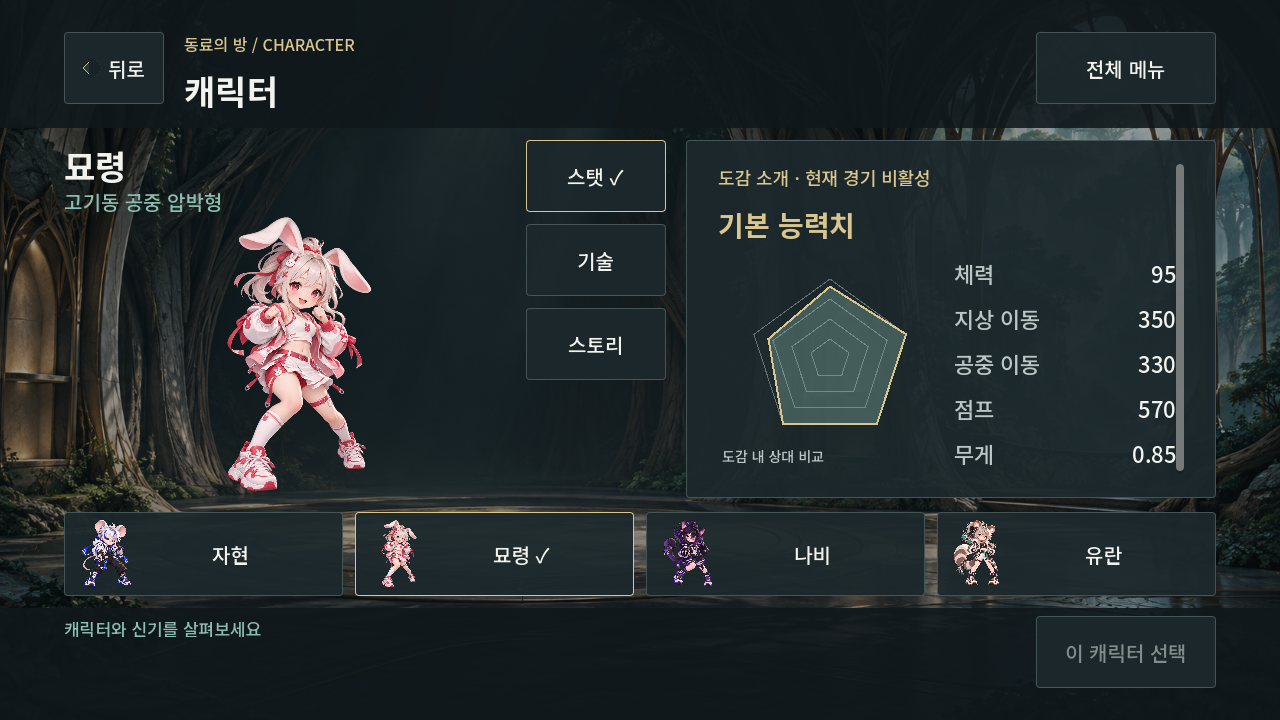 뒤로
동료의 방 / CHARACTER
캐릭터
전체 메뉴
묘령
고기동 공중 압박형
스탯 ✓
기술
스토리
도감 소개 · 현재 경기 비활성
기본 능력치
체력 95
지상 이동 350
공중 이동 330
점프 570
무게 0.85
도감 내 상대 비교
자현
묘령 ✓
나비
유란
캐릭터와 신기를 살펴보세요
이 캐릭터 선택